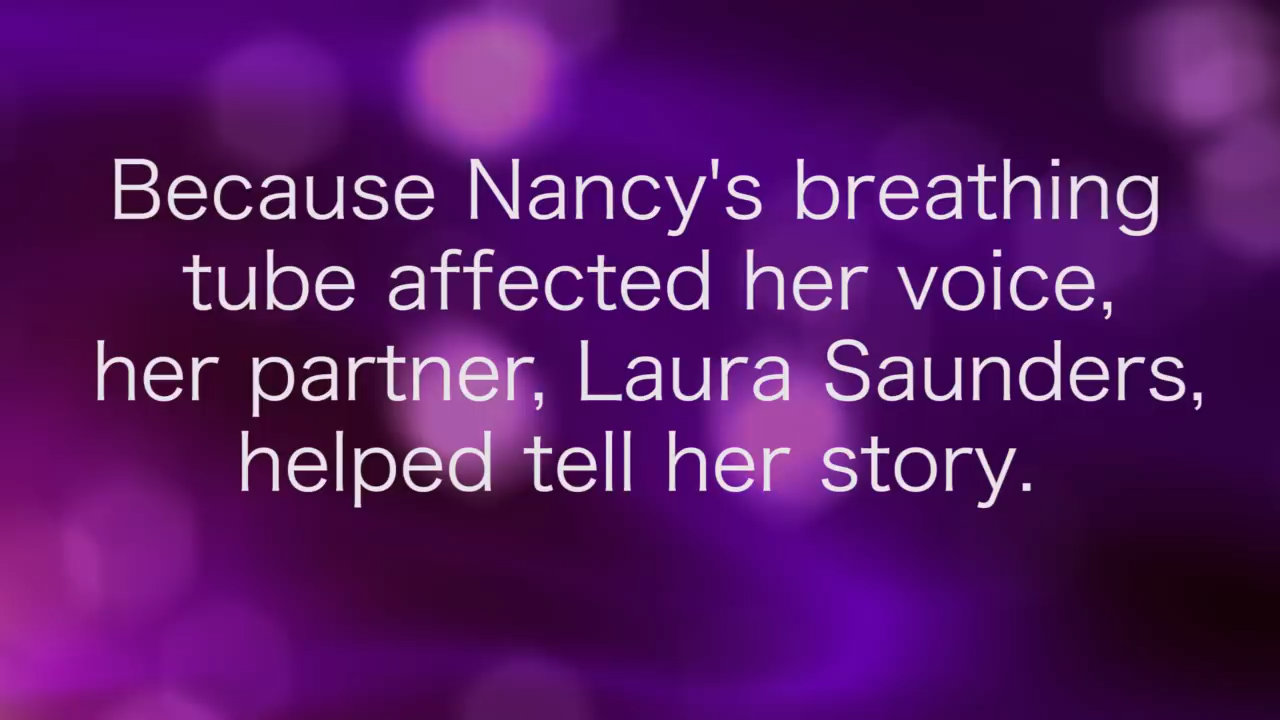 Because Nancy's breathing
tube affected her voice,
her partner, Laura Saunders,
helped tell her story.